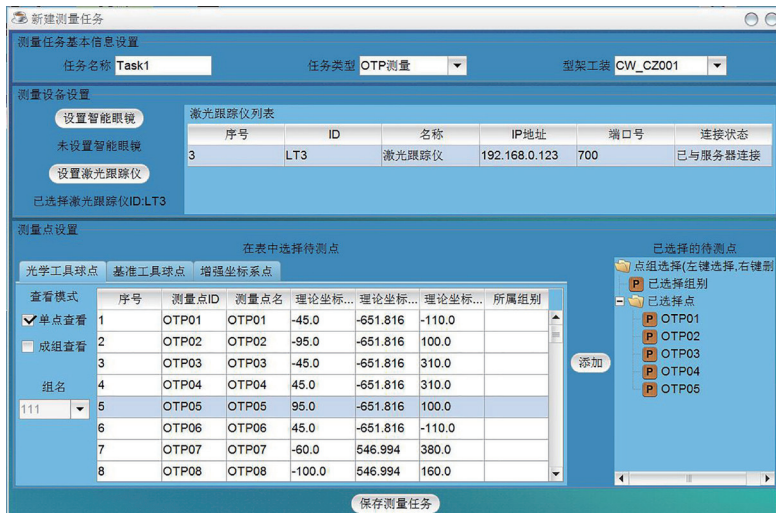 新建测量任务
测量任务基本信息设置
任务名称 Task1 任务类型 OTP测量 型架工装 CW_CZ001
测量设备设置
设置智能眼镜
未设置智能眼镜
设置激光跟踪仪
已选择激光跟踪仪ID:LT3
激光跟踪仪列表
序号 ID 名称 IP地址 端口号 连接状态
3 LT3 激光跟踪仪 192.168.0.123 700 已与服务器连接
测量点设置
在表中选择待测点
光学工具球点 基准工具球点 增强坐标系点
查看模式
单点查看
成组查看
组名
111
序号 测量点ID 测量点名 理论坐标... 理论坐标... 理论坐标... 所属组别
1 OTP01 OTP01 -45.0 -651.816 -110.0
2 OTP02 OTP02 -95.0 -651.816 100.0
3 OTP03 OTP03 -45.0 -651.816 310.0
4 OTP04 OTP04 45.0 -651.816 310.0
5 OTP05 OTP05 95.0 -651.816 100.0
6 OTP06 OTP06 45.0 -651.816 -110.0
7 OTP07 OTP07 -60.0 546.994 380.0
8 OTP08 OTP08 -100.0 546.994 160.0
添加
已选择的待测点
点组选择(左键选择,右键删
P 已选择组别
已选择点
P OTP01
P OTP02
P OTP03
P OTP04
P OTP05
保存测量任务